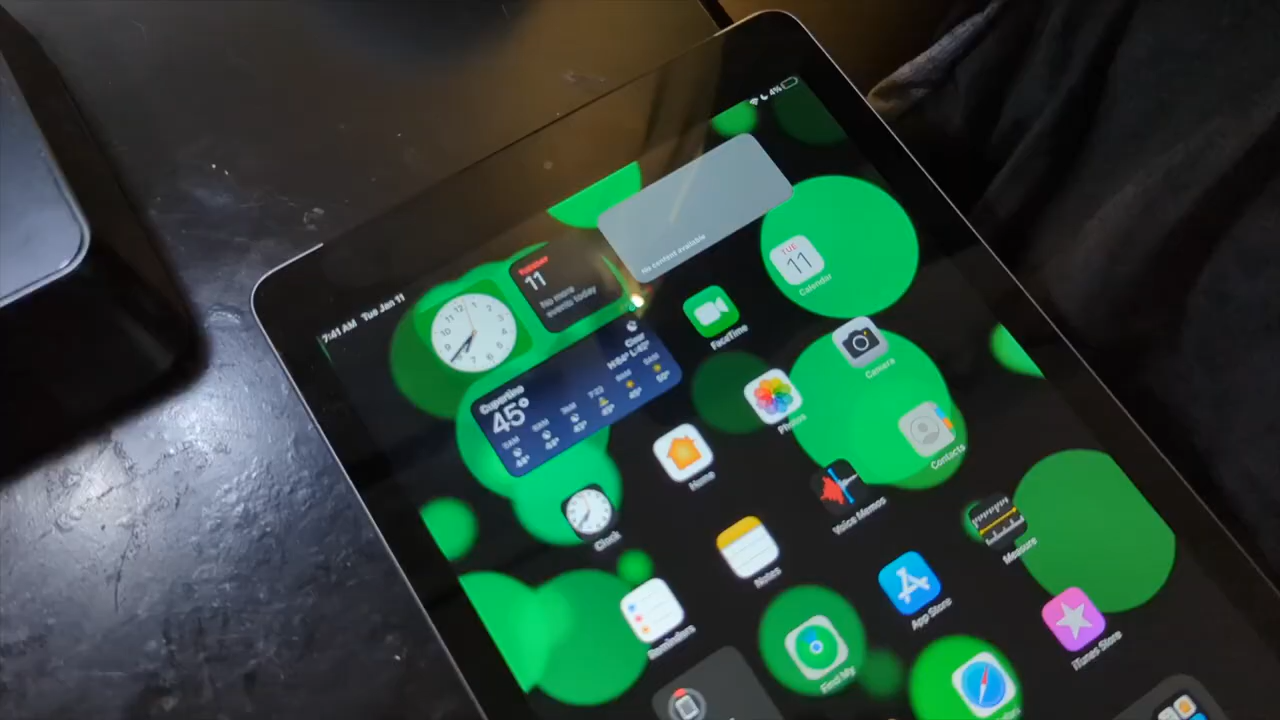 7:41 AM Tue Jan 11
4%
TUESDAY
11
No more
events today
No content available
Cupertino
45°
Clear
TUE
11
Calendar
FaceTime
Camera
Photos
Contacts
Home
Voice Memos
Clock
Notes
Measure
Reminders
App Store
Find My
iTunes Store